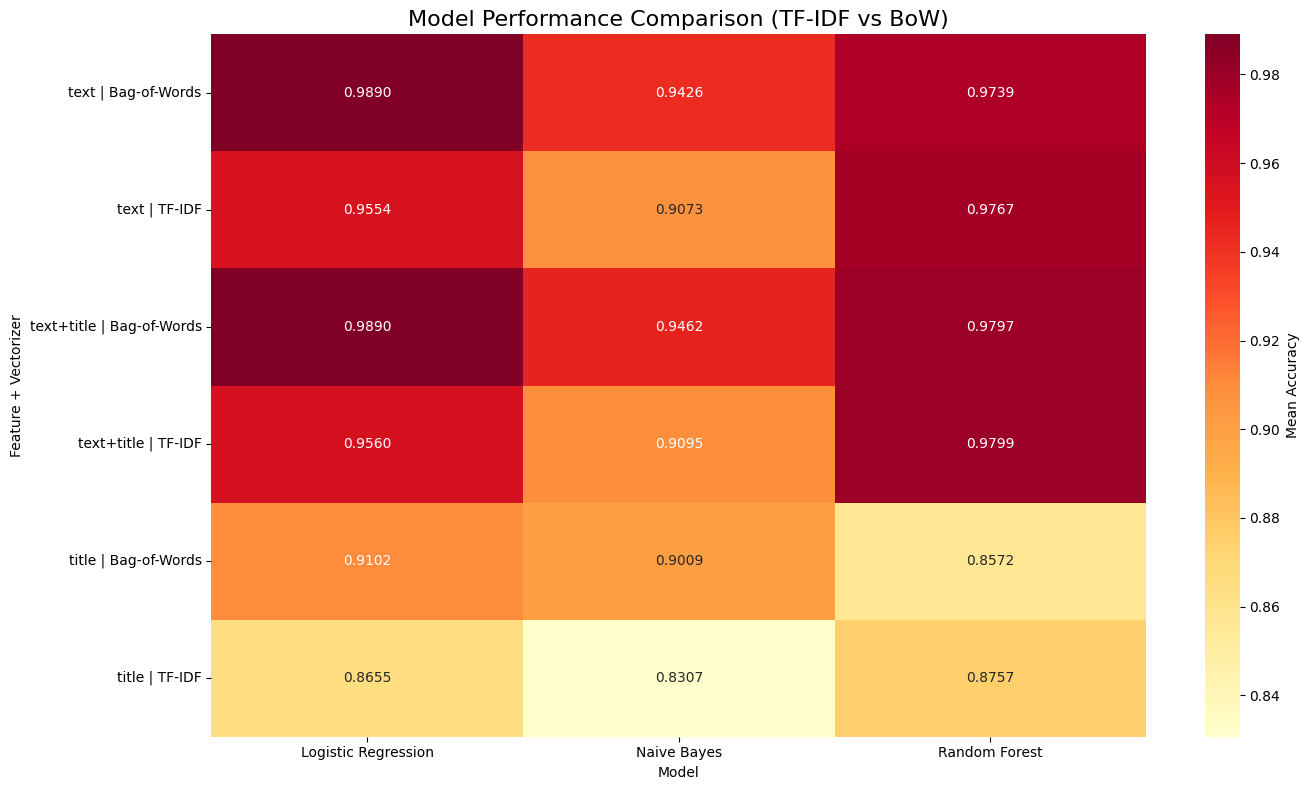 Model Performance Comparison (TF-IDF vs BoW)
Feature + Vectorizer
text | Bag-of-Words 0.9890 0.9426 0.9739
text | TF-IDF 0.9554 0.9073 0.9767
text+title | Bag-of-Words 0.9890 0.9462 0.9797
text+title | TF-IDF 0.9560 0.9095 0.9799
title | Bag-of-Words 0.9102 0.9009 0.8572
title | TF-IDF 0.8655 0.8307 0.8757
Logistic Regression Naive Bayes Random Forest
Model
0.98
0.96
0.94
0.92
0.90
0.88
0.86
0.84
Mean Accuracy